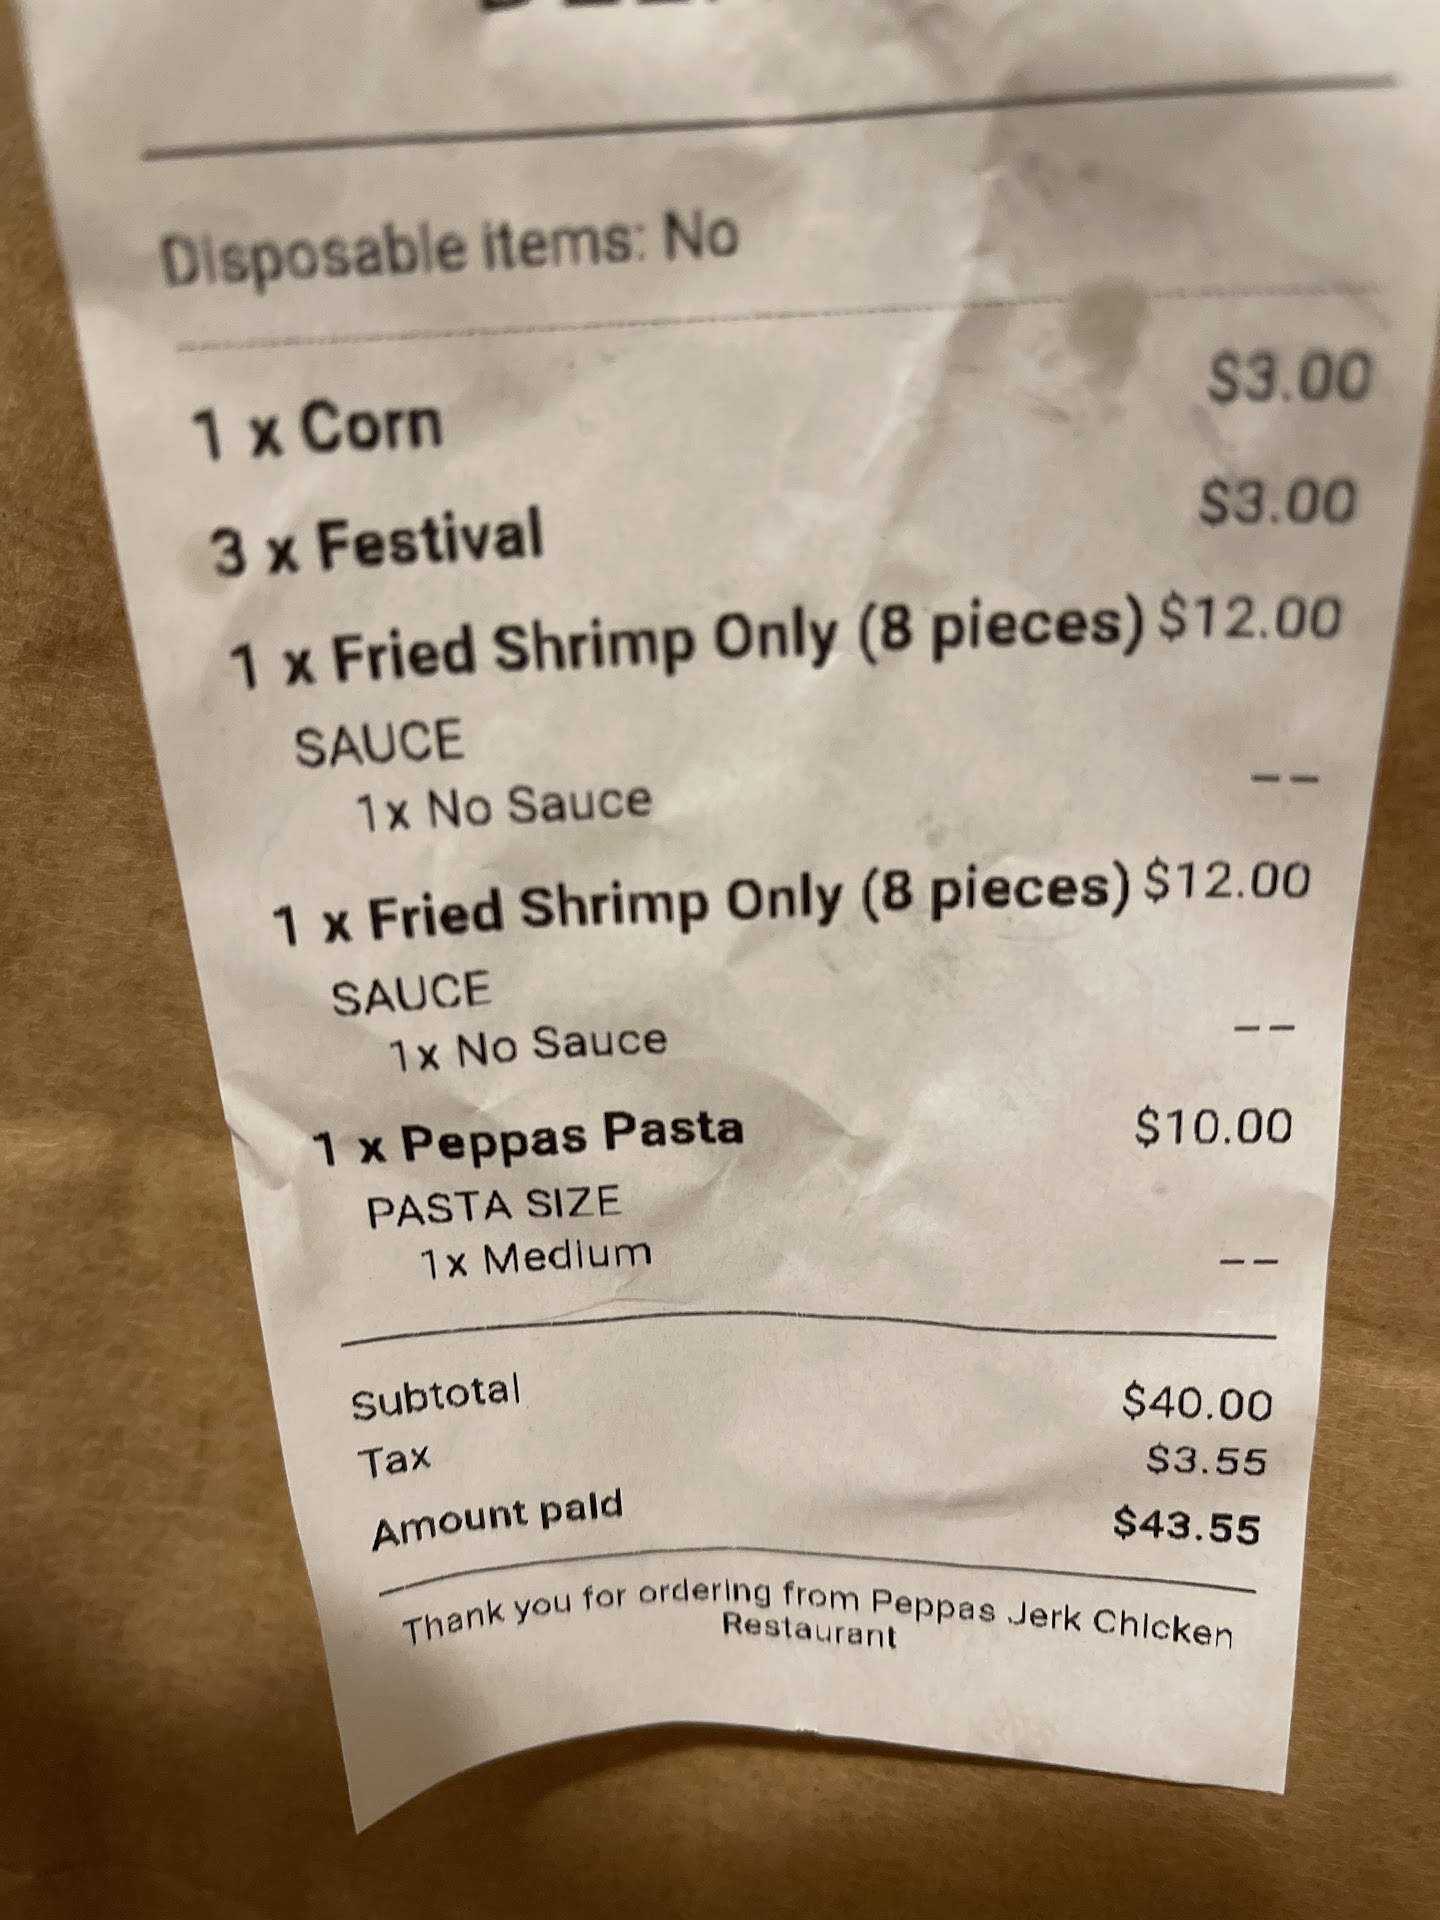 Disposable items: No
1 x Corn $3.00
3 x Festival $3.00
1 x Fried Shrimp Only (8 pieces) $12.00
SAUCE
1x No Sauce --
1 x Fried Shrimp Only (8 pieces) $12.00
SAUCE
1x No Sauce --
1 x Peppas Pasta $10.00
PASTA SIZE
1x Medium --
Subtotal $40.00
Tax $3.55
Amount paid $43.55
Thank you for ordering from Peppas Jerk Chicken
Restaurant